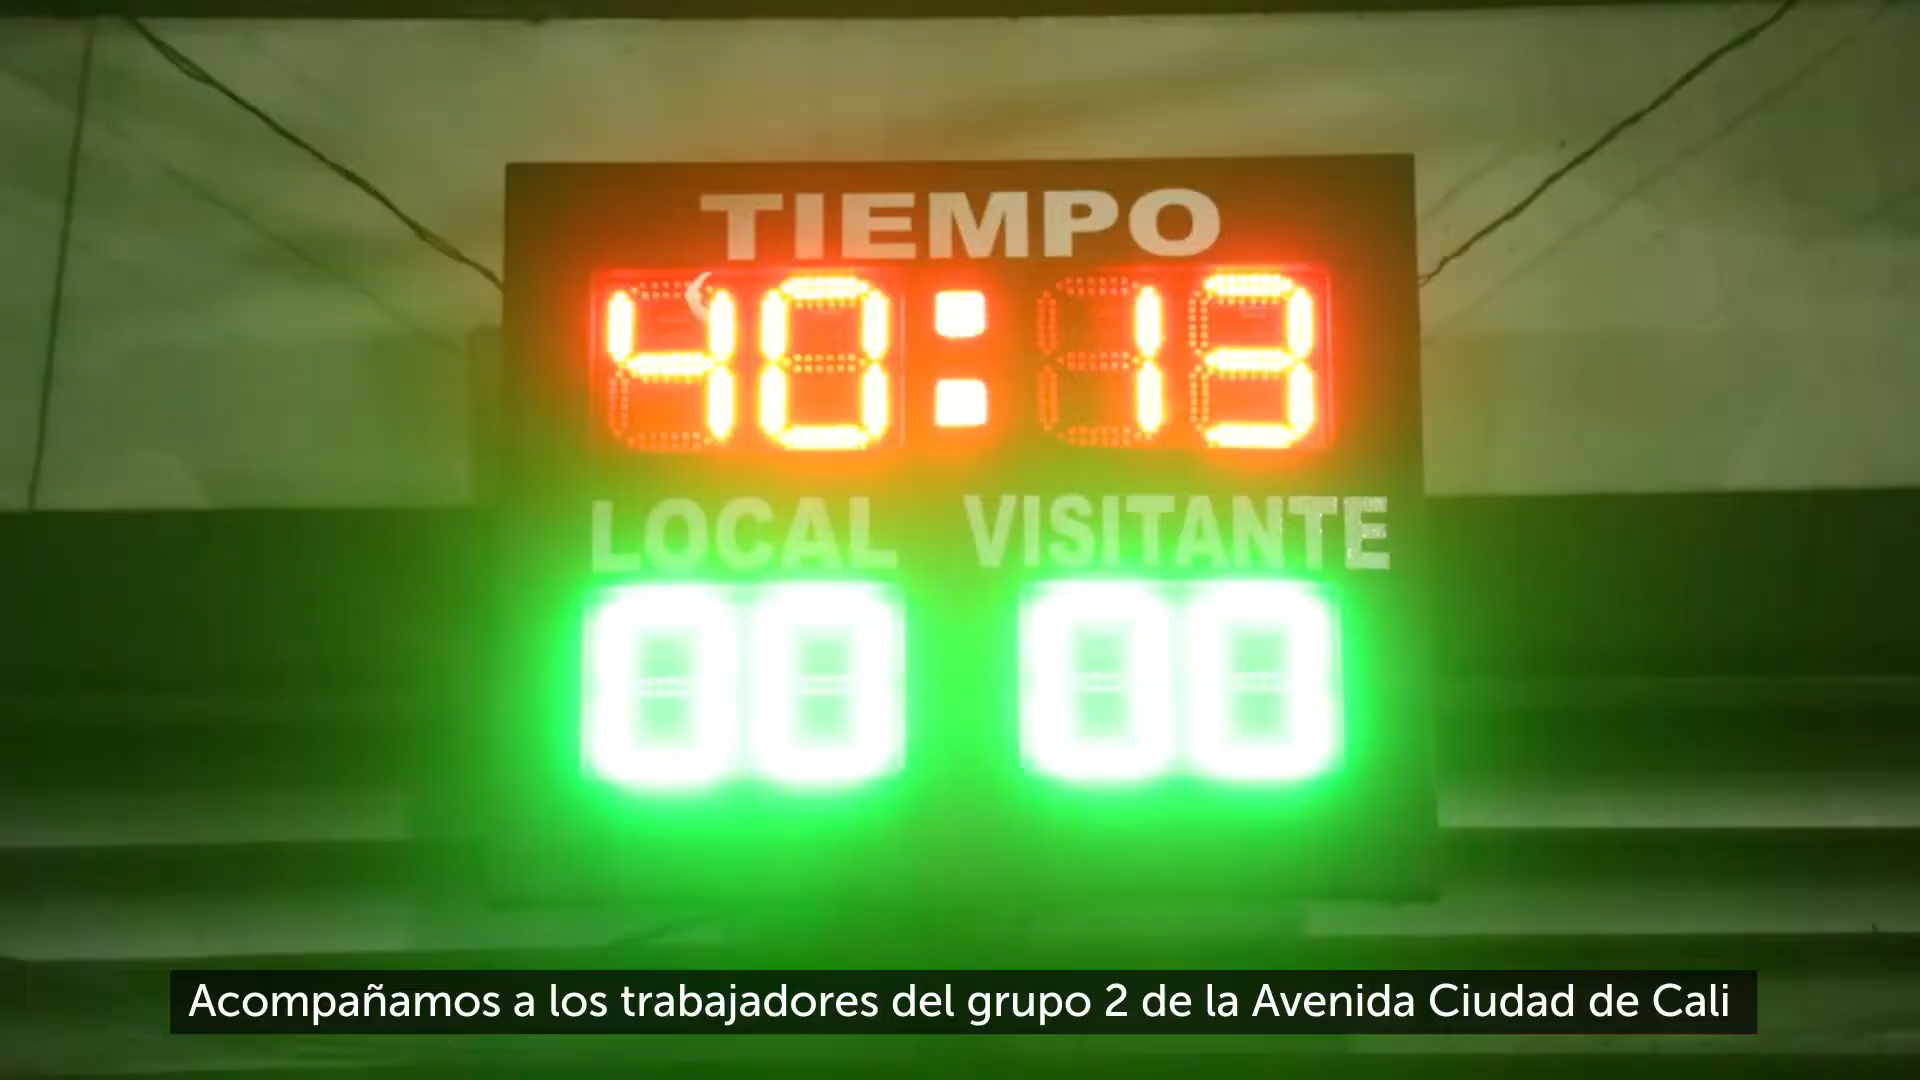 TIEMPO
40:13
LOCAL VISITANTE
00 00
Acompañamos a los trabajadores del grupo 2 de la Avenida Ciudad de Cali